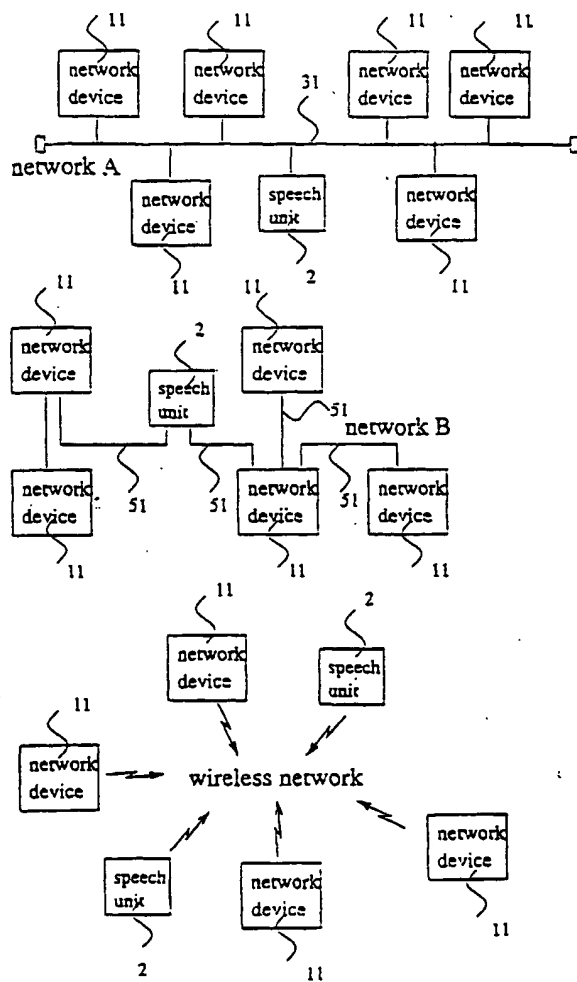 11 11 11 11
network device
network device
network device
network device
31
network A
network device
speech unit
network device
11 2 11
11 2 11
network device
speech unit
network device
51
network B
51 51 51
network device
network device
network device
11 11 11
11 2
network device
speech unit
11
network device
wireless network
network device
speech unit
network device
11
2 11